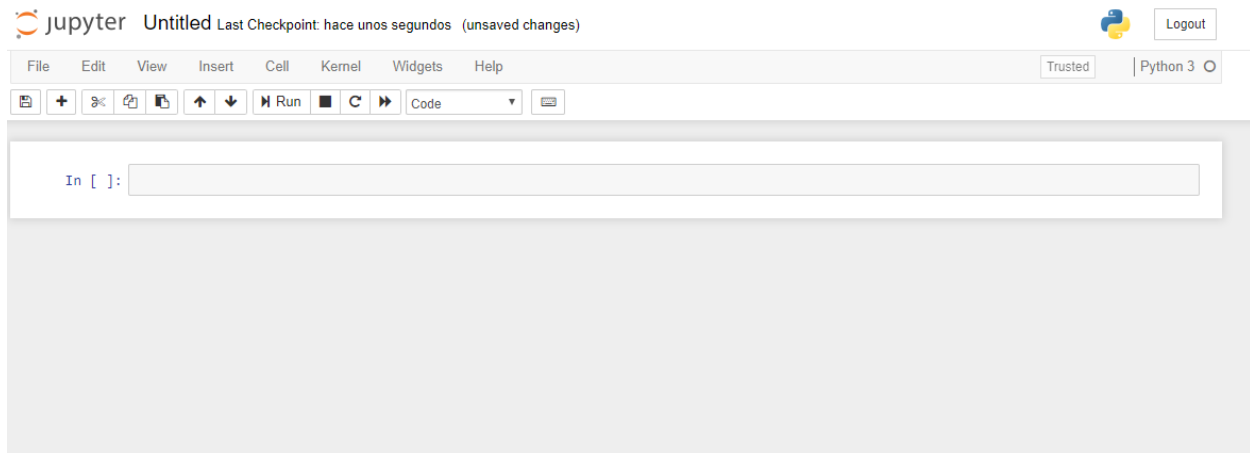 jupyter Untitled Last Checkpoint: hace unos segundos (unsaved changes) Logout
File Edit View Insert Cell Kernel Widgets Help Trusted Python 3
Run Code
In [ ]: